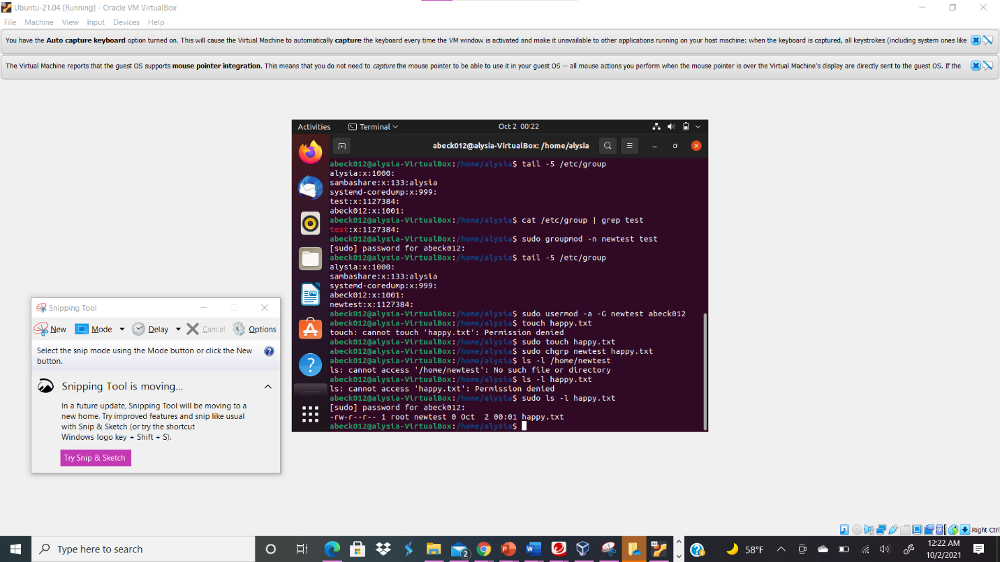 Ubuntu-21.04 [Running] - Oracle VM VirtualBox
File Machine View Input Devices Help
You have the Auto capture keyboard option turned on. This will cause the Virtual Machine to automatically capture the keyboard every time the VM window is activated and make it unavailable to other applications running on your host machine: when the keyboard is captured, all keystrokes (including system ones like
The Virtual Machine reports that the guest OS supports mouse pointer integration. This means that you do not need to capture the mouse pointer to be able to use it in your guest OS -- all mouse actions you perform when the mouse pointer is over the Virtual Machine's display are directly sent to the guest OS. If the
Activities Terminal Oct 2 00:22
abeck012@alysia-VirtualBox: /home/alysia
abeck012@alysia-VirtualBox:/home/alysia$ tail -5 /etc/group
alysia:x:1000:
sambashare:x:133:alysia
systemd-coredump:x:999:
test:x:1127384:
abeck012:x:1001:
abeck012@alysia-VirtualBox:/home/alysia$ cat /etc/group | grep test
test:x:1127384:
abeck012@alysia-VirtualBox:/home/alysia$ sudo groupmod -n newtest test
[sudo] password for abeck012:
abeck012@alysia-VirtualBox:/home/alysia$ tail -5 /etc/group
alysia:x:1000:
sambashare:x:133:alysia
systemd-coredump:x:999:
abeck012:x:1001:
newtest:x:1127384:
abeck012@alysia-VirtualBox:/home/alysia$ sudo usermod -a -G newtest abeck012
abeck012@alysia-VirtualBox:/home/alysia$ touch happy.txt
touch: cannot touch 'happy.txt': Permission denied
abeck012@alysia-VirtualBox:/home/alysia$ sudo touch happy.txt
abeck012@alysia-VirtualBox:/home/alysia$ sudo chgrp newtest happy.txt
abeck012@alysia-VirtualBox:/home/alysia$ ls -l /home/newtest
ls: cannot access '/home/newtest': No such file or directory
abeck012@alysia-VirtualBox:/home/alysia$ ls -l happy.txt
ls: cannot access 'happy.txt': Permission denied
abeck012@alysia-VirtualBox:/home/alysia$ sudo ls -l happy.txt
[sudo] password for abeck012:
-rw-r--r-- 1 root newtest 0 Oct  2 00:01 happy.txt
abeck012@alysia-VirtualBox:/home/alysia$
Snipping Tool
New Mode Delay Cancel Options
Select the snip mode using the Mode button or click the New
button.
Snipping Tool is moving...
In a future update, Snipping Tool will be moving to a
new home. Try improved features and snip like usual
with Snip & Sketch (or try the shortcut
Windows logo key + Shift + S).
Try Snip & Sketch
Right Ctrl
Type here to search
2
58°F
12:22 AM
10/2/2021